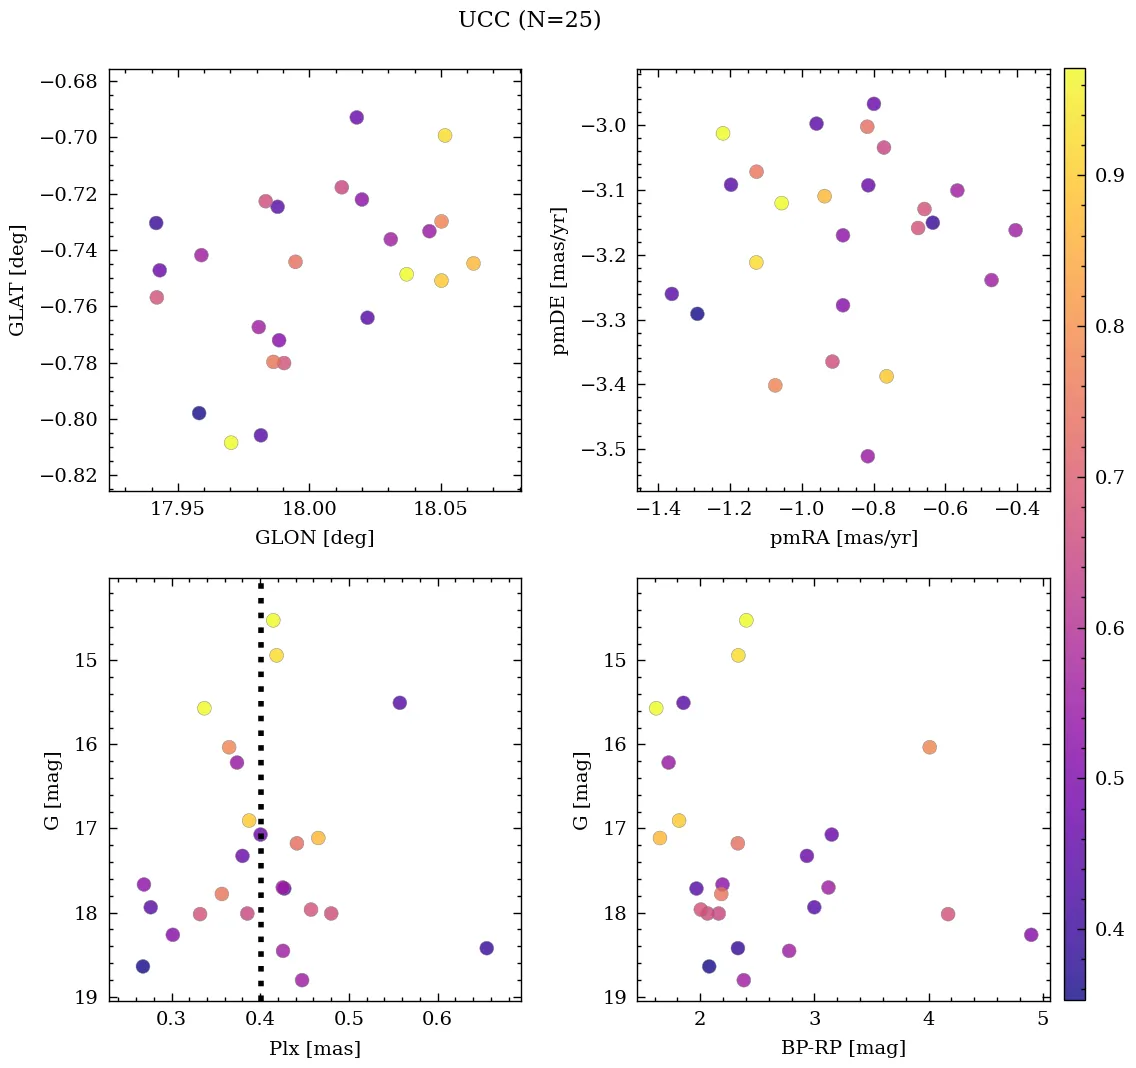 UCC (N=25)
−0.68
−0.70
−0.72
−0.74
−0.76
−0.78
−0.80
−0.82
GLAT [deg]
17.95 18.00 18.05
GLON [deg]
−3.0
−3.1
−3.2
−3.3
−3.4
−3.5
pmDE [mas/yr]
−1.4 −1.2 −1.0 −0.8 −0.6 −0.4
pmRA [mas/yr]
0.9
0.8
0.7
0.6
0.5
0.4
15
16
17
18
19
G [mag]
0.3 0.4 0.5 0.6
Plx [mas]
15
16
17
18
19
G [mag]
2 3 4 5
BP-RP [mag]